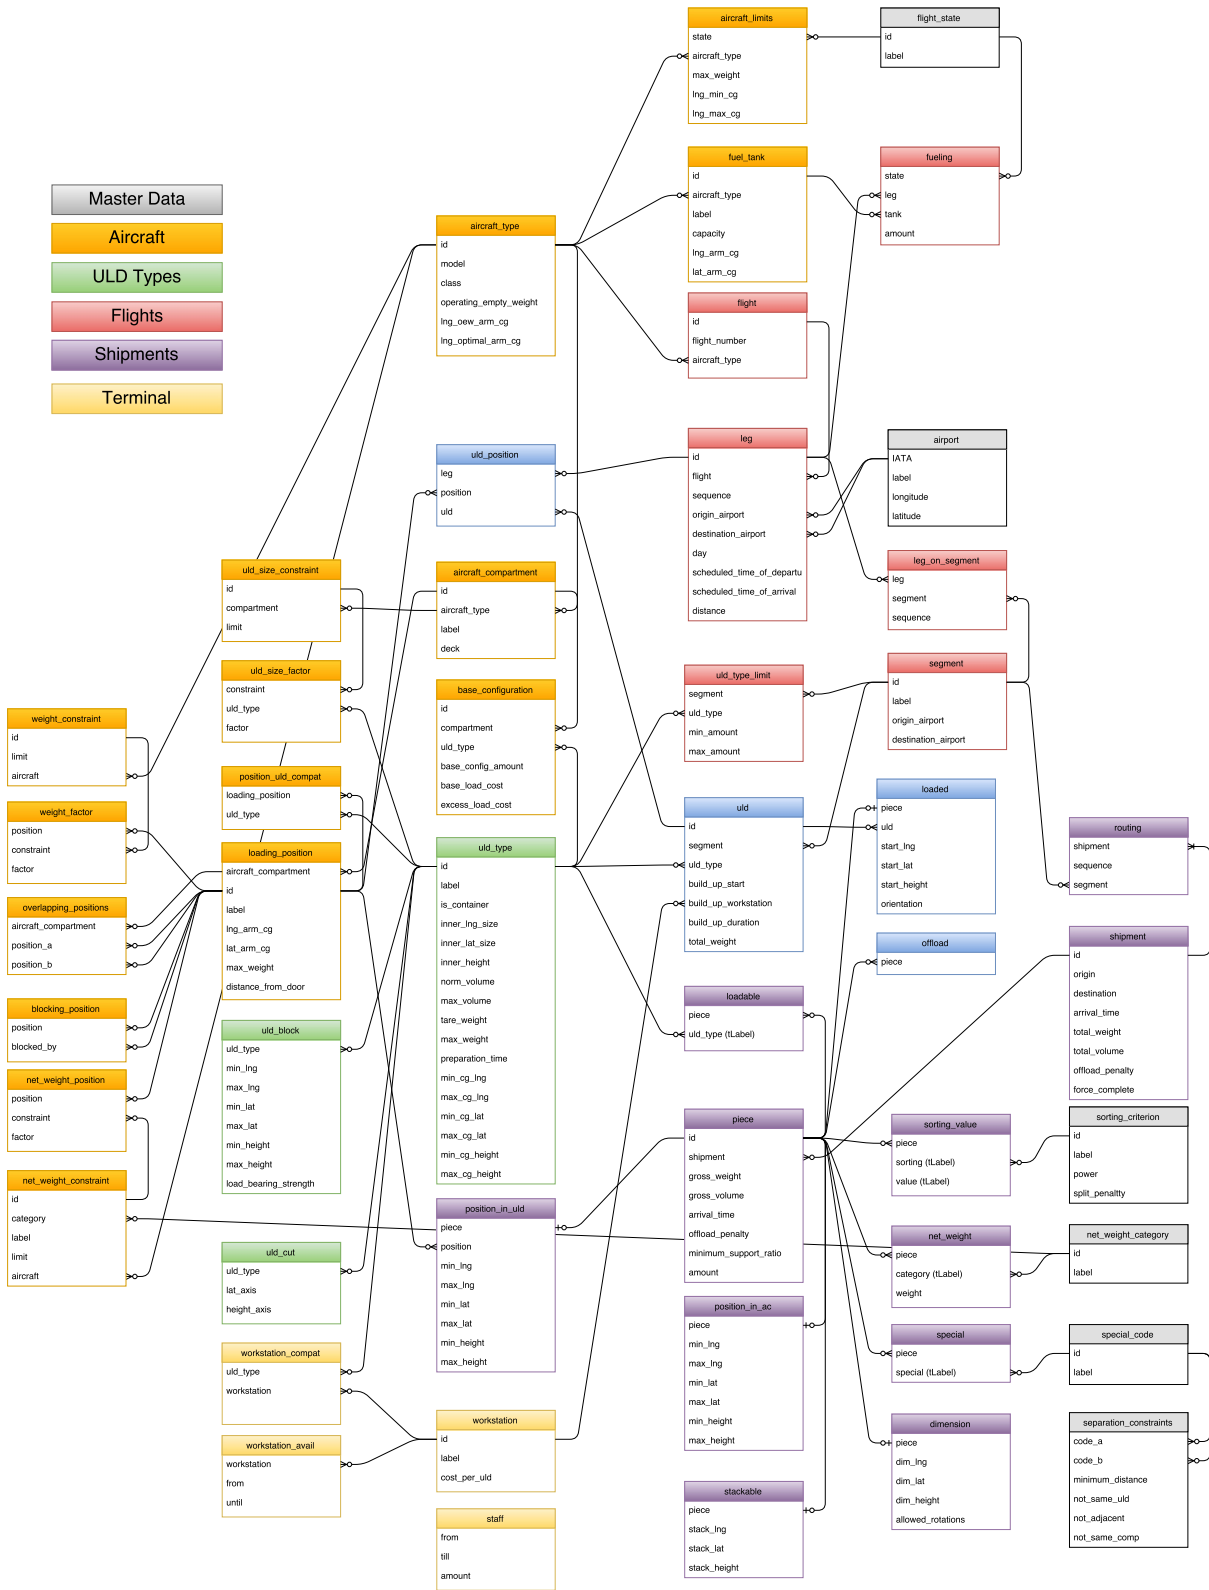 Master Data
Aircraft
ULD Types
Flights
Shipments
Terminal
aircraft_limits
state
aircraft_type
max_weight
lng_min_cg
lng_max_cg
flight_state
id
label
fuel_tank
id
aircraft_type
label
capacity
lng_arm_cg
lat_arm_cg
fueling
state
leg
tank
amount
aircraft_type
id
model
class
operating_empty_weight
lng_oew_arm_cg
lng_optimal_arm_cg
flight
id
flight_number
aircraft_type
uld_position
leg
position
uld
leg
id
flight
sequence
origin_airport
destination_airport
day
scheduled_time_of_departu
scheduled_time_of_arrival
distance
airport
IATA
label
longitude
latitude
leg_on_segment
leg
segment
sequence
uld_size_constraint
id
compartment
limit
aircraft_compartment
id
aircraft_type
label
deck
uld_size_factor
constraint
uld_type
factor
base_configuration
id
compartment
uld_type
base_config_amount
base_load_cost
excess_load_cost
uld_type_limit
segment
uld_type
min_amount
max_amount
segment
id
label
origin_airport
destination_airport
weight_constraint
id
limit
aircraft
position_uld_compat
loading_position
uld_type
weight_factor
position
constraint
factor
loading_position
aircraft_compartment
id
label
lng_arm_cg
lat_arm_cg
max_weight
distance_from_door
uld_type
id
label
is_container
inner_lng_size
inner_lat_size
inner_height
norm_volume
max_volume
tare_weight
max_weight
preparation_time
min_cg_lng
max_cg_lng
min_cg_lat
max_cg_lat
min_cg_height
max_cg_height
uld
id
segment
uld_type
build_up_start
build_up_workstation
build_up_duration
total_weight
loaded
piece
uld
start_lng
start_lat
start_height
orientation
routing
shipment
sequence
segment
overlapping_positions
aircraft_compartment
position_a
position_b
offload
piece
shipment
id
origin
destination
arrival_time
total_weight
total_volume
offload_penalty
force_complete
blocking_position
position
blocked_by
uld_block
uld_type
min_lng
max_lng
min_lat
max_lat
min_height
max_height
load_bearing_strength
loadable
piece
uld_type (tLabel)
net_weight_position
position
constraint
factor
piece
id
shipment
gross_weight
gross_volume
arrival_time
offload_penalty
minimum_support_ratio
amount
sorting_value
piece
sorting (tLabel)
value (tLabel)
sorting_criterion
id
label
power
split_penaltty
net_weight_constraint
id
category
label
limit
aircraft
position_in_uld
piece
position
min_lng
max_lng
min_lat
max_lat
min_height
max_height
net_weight
piece
category (tLabel)
weight
net_weight_category
id
label
uld_cut
uld_type
lat_axis
height_axis
position_in_ac
piece
min_lng
max_lng
min_lat
max_lat
min_height
max_height
special
piece
special (tLabel)
special_code
id
label
workstation_compat
uld_type
workstation
workstation
id
label
cost_per_uld
dimension
piece
dim_lng
dim_lat
dim_height
allowed_rotations
separation_constraints
code_a
code_b
minimum_distance
not_same_uld
not_adjacent
not_same_comp
workstation_avail
workstation
from
until
stackable
piece
stack_lng
stack_lat
stack_height
staff
from
till
amount